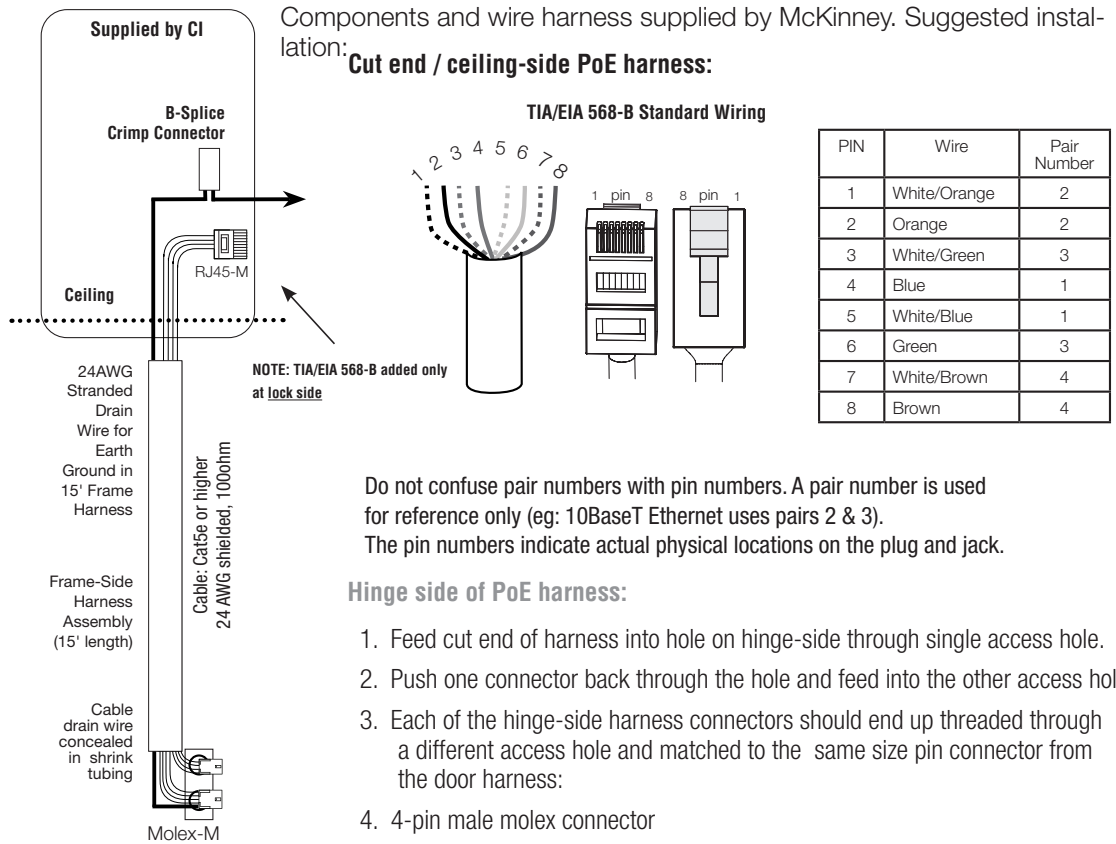 Components and wire harness supplied by McKinney. Suggested instal-
lation:
Cut end / ceiling-side PoE harness:
Supplied by CI
B-Splice
Crimp Connector
RJ45-M
Ceiling
NOTE: TIA/EIA 568-B added only
at lock side
24AWG
Stranded
Drain
Wire for
Earth
Ground in
15' Frame
Harness
Cable: Cat5e or higher
24 AWG shielded, 100ohm
Frame-Side
Harness
Assembly
(15' length)
Cable
drain wire
concealed
in shrink
tubing
Molex-M
TIA/EIA 568-B Standard Wiring
1 2 3 4 5 6 7 8
1 pin 8
8 pin 1
PIN Wire Pair
Number
1 White/Orange 2
2 Orange 2
3 White/Green 3
4 Blue 1
5 White/Blue 1
6 Green 3
7 White/Brown 4
8 Brown 4
Do not confuse pair numbers with pin numbers. A pair number is used
for reference only (eg: 10BaseT Ethernet uses pairs 2 & 3).
The pin numbers indicate actual physical locations on the plug and jack.
Hinge side of PoE harness:
1. Feed cut end of harness into hole on hinge-side through single access hole.
2. Push one connector back through the hole and feed into the other access hol
3. Each of the hinge-side harness connectors should end up threaded through
a different access hole and matched to the same size pin connector from
the door harness:
4. 4-pin male molex connector